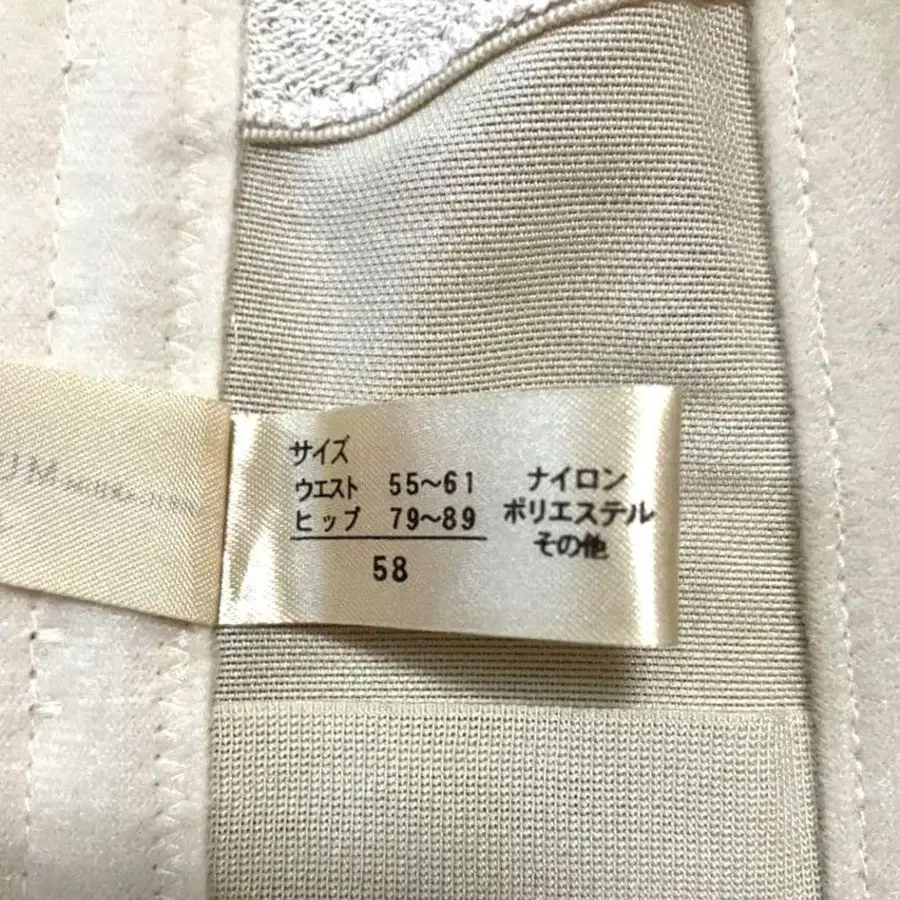 サイズ
ウエスト 55～61
ヒップ 79～89
58
ナイロン
ポリエステル
その他